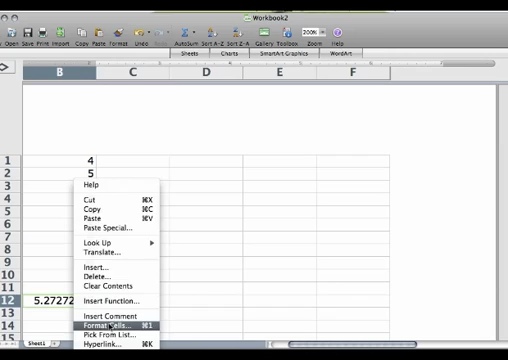 Workbook2
Open Save Print Import Copy Paste Format Undo Redo AutoSum Sort A-Z Sort Z-A Gallery Toolbox Zoom Help
200%
Sheets Charts SmartArt Graphics WordArt
B C D E F
1 4
2 5
3
4
5
6
7
8
9
10
11
12 5.27272
13
14
Help
Cut ⌘X
Copy ⌘C
Paste ⌘V
Paste Special...
Look Up
Translate...
Insert...
Delete...
Clear Contents
Insert Function...
Insert Comment
Format Cells... ⌘1
Pick From List...
Hyperlink... ⌘K
Sheet1